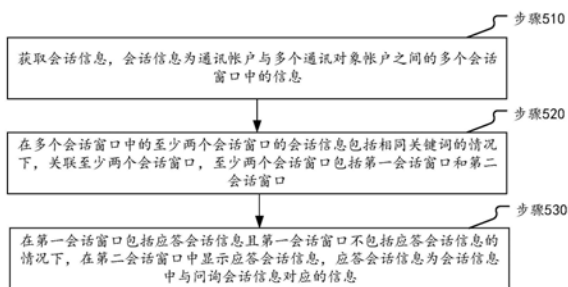 步骤510
获取会话信息，会话信息为通讯帐户与多个通讯对象帐户之间的多个会话
窗口中的信息
步骤520
在多个会话窗口中的至少两个会话窗口的会话信息包括相同关键词的情况
下，关联至少两个会话窗口，至少两个会话窗口包括第一会话窗口和第二
会话窗口
步骤530
在第一会话窗口包括应答会话信息且第一会话窗口不包括应答会话信息的
情况下，在第二会话窗口中显示应答会话信息，应答会话信息为会话信息
中与问询会话信息对应的信息